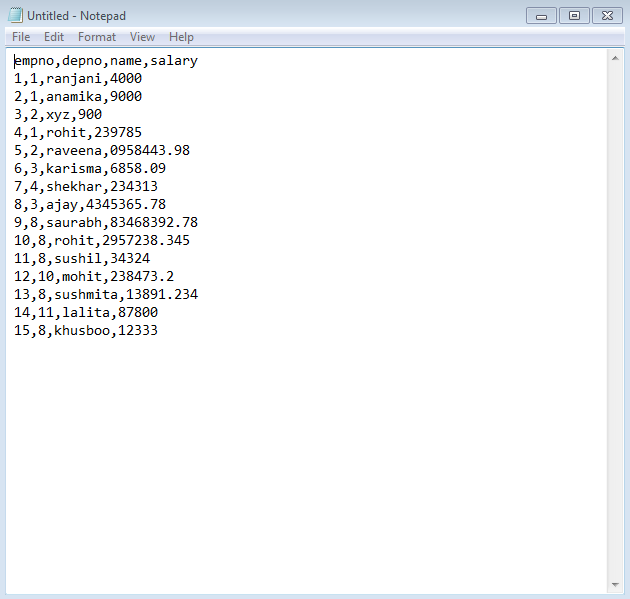 Untitled - Notepad
File Edit Format View Help
empno,depno,name,salary
1,1,ranjani,4000
2,1,anamika,9000
3,2,xyz,900
4,1,rohit,239785
5,2,raveena,0958443.98
6,3,karisma,6858.09
7,4,shekhar,234313
8,3,ajay,4345365.78
9,8,saurabh,83468392.78
10,8,rohit,2957238.345
11,8,sushil,34324
12,10,mohit,238473.2
13,8,sushmita,13891.234
14,11,lalita,87800
15,8,khusboo,12333